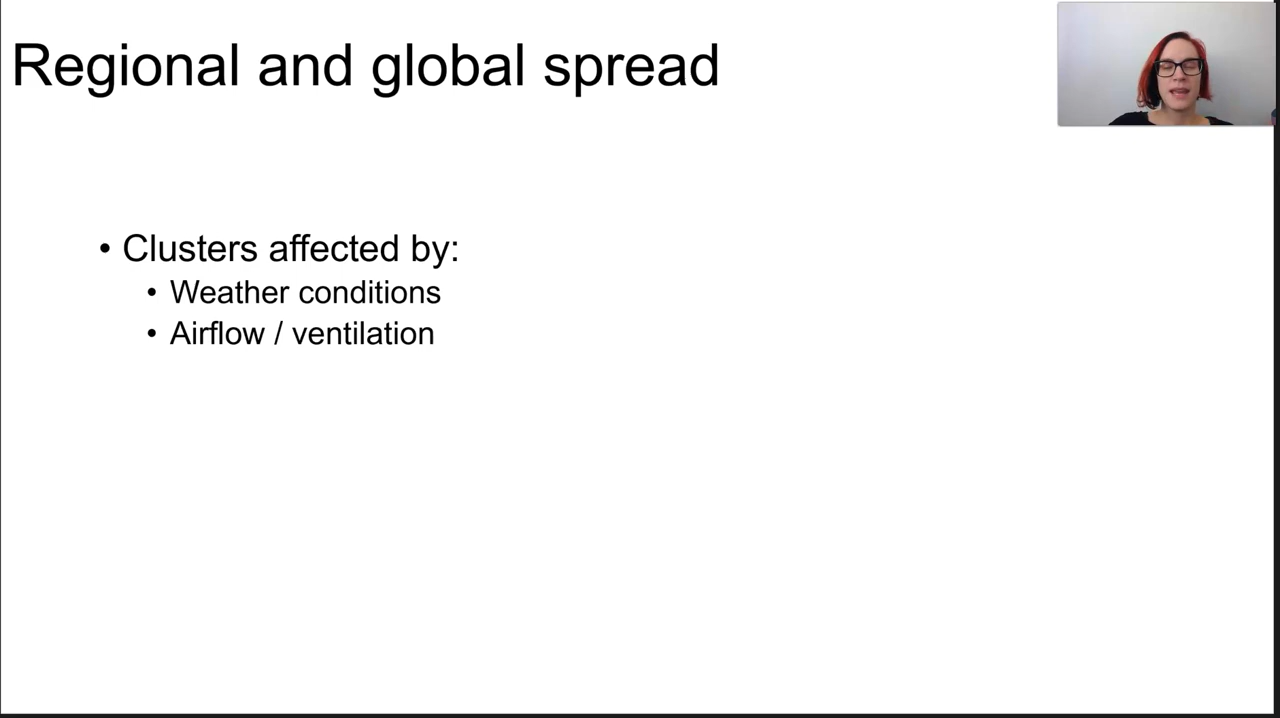 Regional and global spread
• Clusters affected by:
• Weather conditions
• Airflow / ventilation